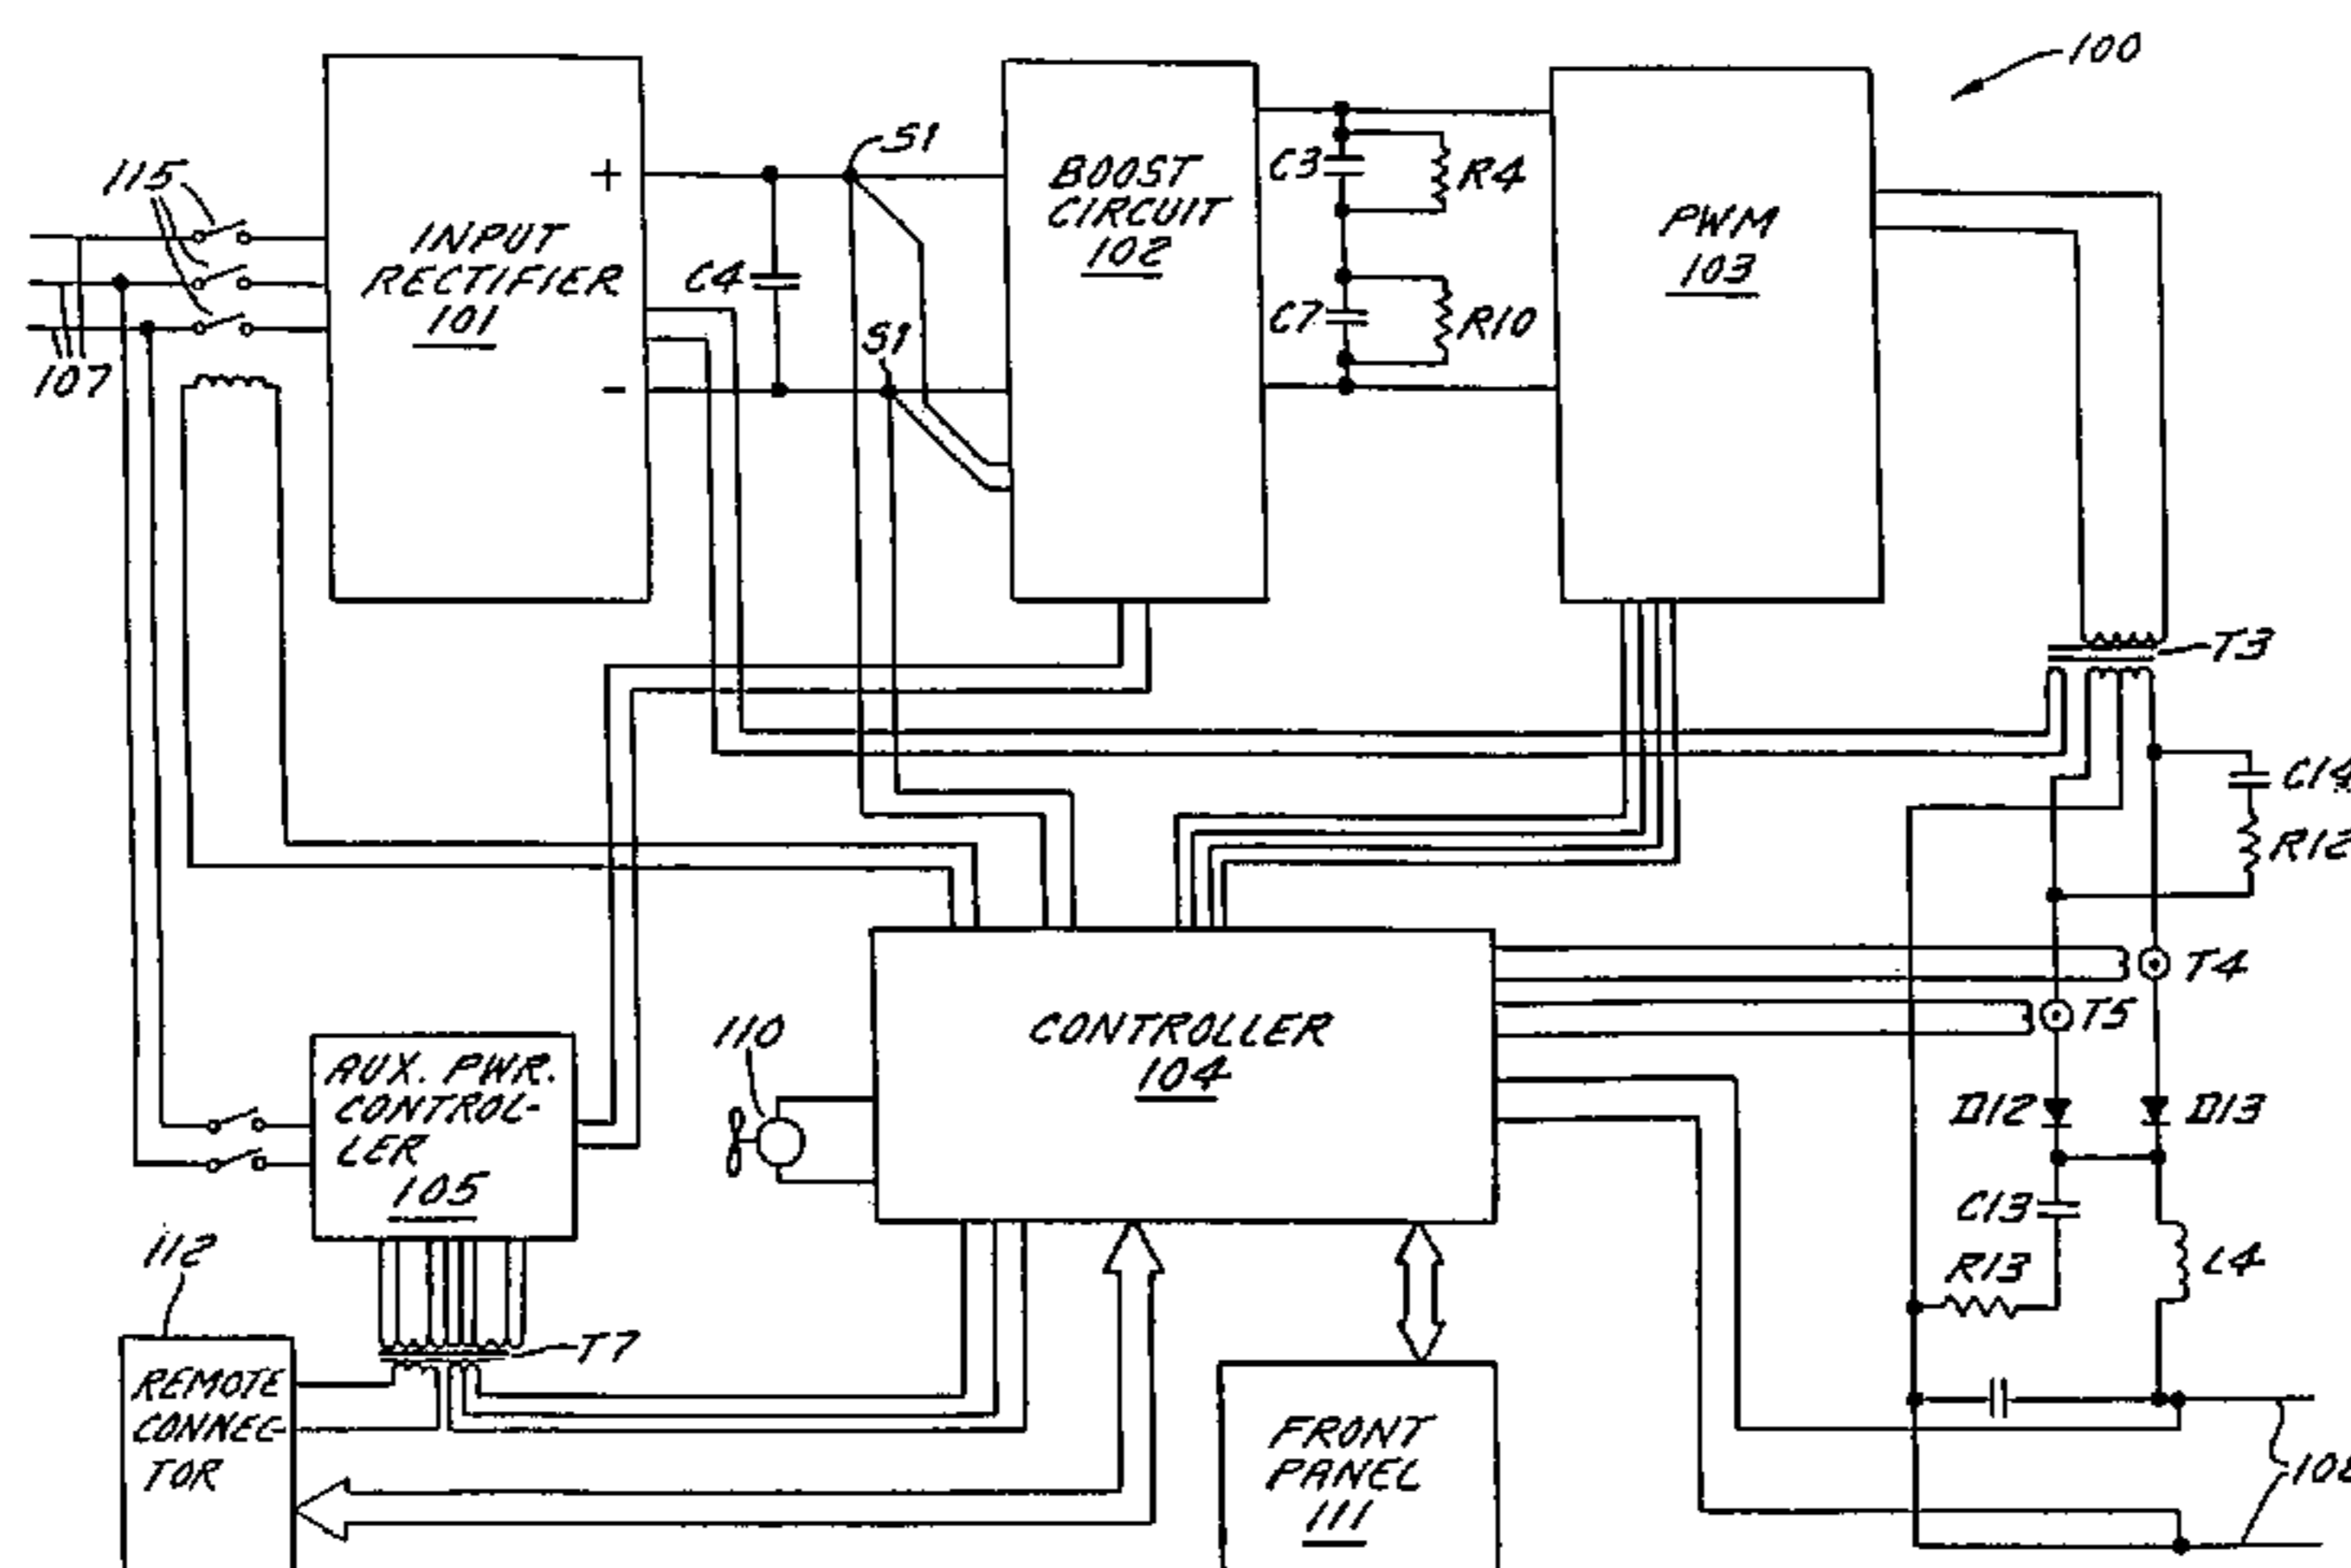 100
115
S1
INPUT
RECTIFIER
101
+
-
C4
S1
BOOST
CIRCUIT
102
C3
R4
C7
R10
PWM
103
107
T3
C14
R12
T4
T5
CONTROLLER
104
110
AUX. PWR.
CONTROL-
LER
105
D12
D13
C13
R13
L4
112
T7
REMOTE
CONNEC-
TOR
FRONT
PANEL
111
108